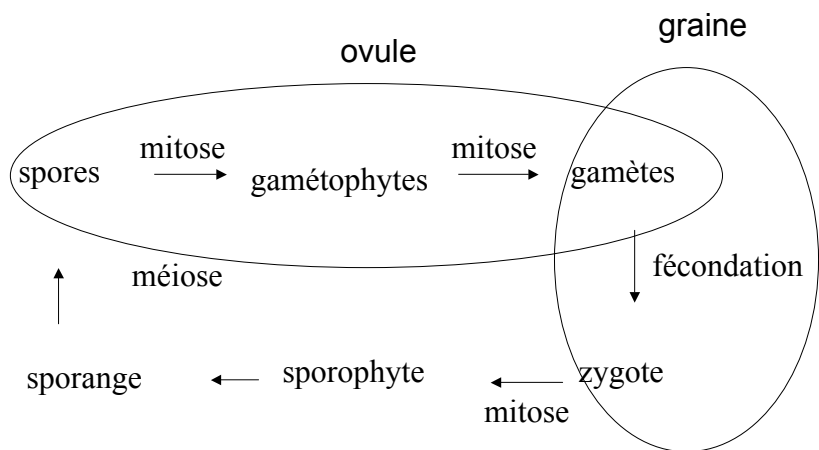 ovule
graine
mitose
mitose
spores
gamétophytes
gamètes
méiose
fécondation
sporange
sporophyte
zygote
mitose